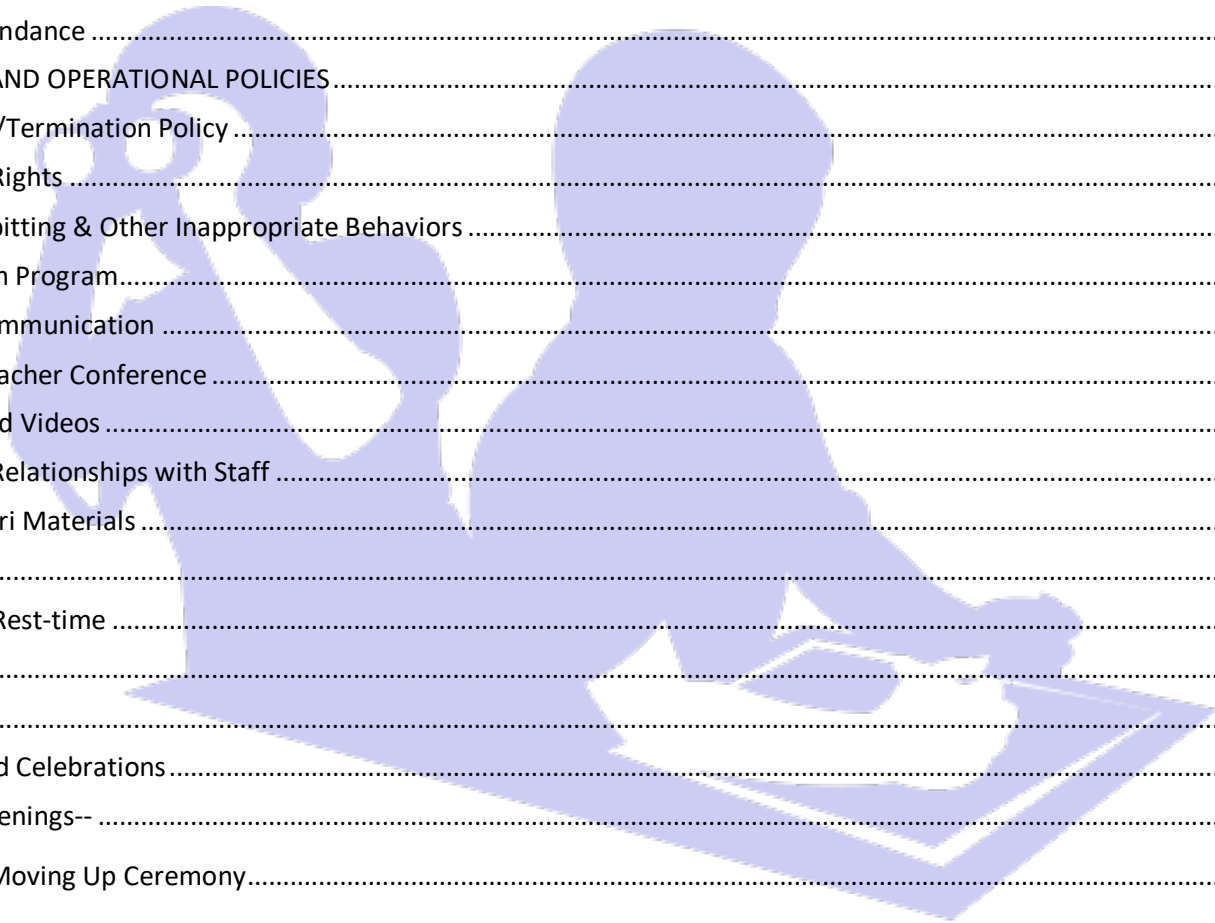 ndance ........................................................
AND OPERATIONAL POLICIES ........................................................
/Termination Policy ........................................................
Rights ........................................................
pitting & Other Inappropriate Behaviors ........................................................
n Program ........................................................
mmunication ........................................................
acher Conference ........................................................
d Videos ........................................................
Relationships with Staff ........................................................
ri Materials ........................................................
........................................................
Rest-time ........................................................
........................................................
........................................................
d Celebrations ........................................................
enings-- ........................................................
Moving Up Ceremony ........................................................